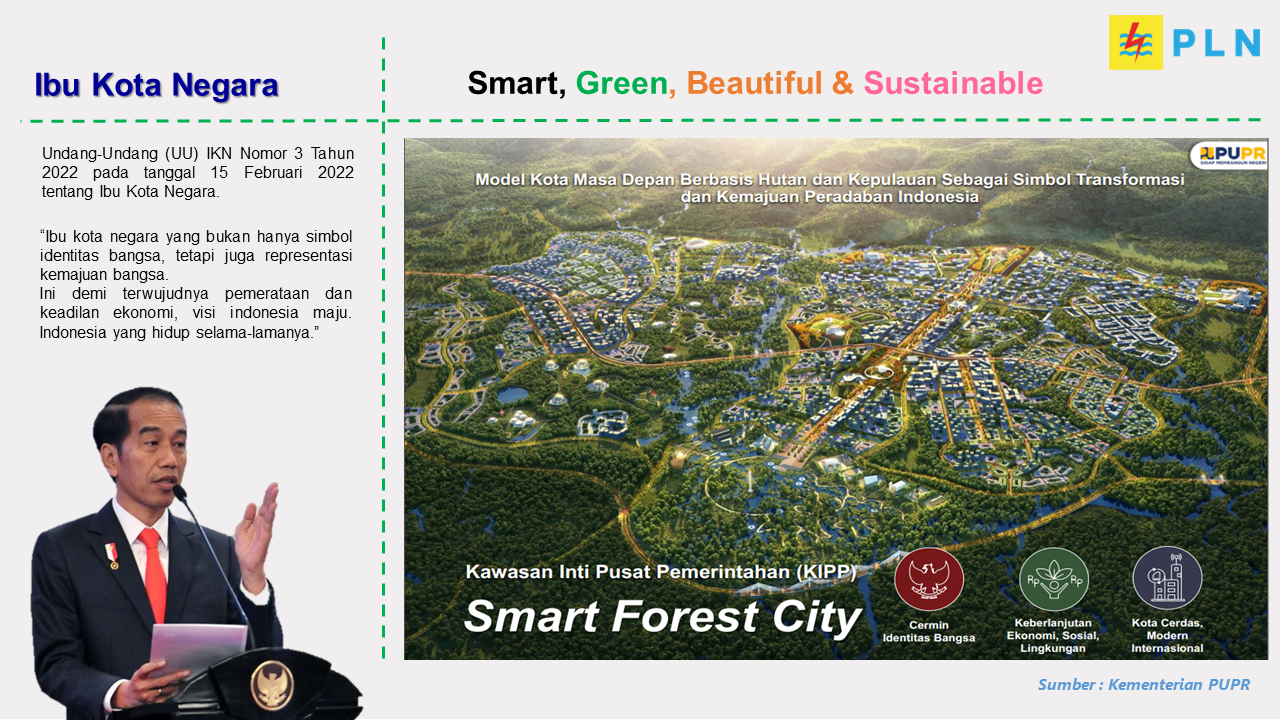 Ibu Kota Negara
Smart, Green, Beautiful & Sustainable
PLN
Undang-Undang (UU) IKN Nomor 3 Tahun
2022 pada tanggal 15 Februari 2022
tentang Ibu Kota Negara.
“Ibu kota negara yang bukan hanya simbol
identitas bangsa, tetapi juga representasi
kemajuan bangsa.
Ini demi terwujudnya pemerataan dan
keadilan ekonomi, visi indonesia maju.
Indonesia yang hidup selama-lamanya.”
PUPR
SIGAP MEMBANGUN NEGERI
Model Kota Masa Depan Berbasis Hutan dan Kepulauan Sebagai Simbol Transformasi
dan Kemajuan Peradaban Indonesia
Kawasan Inti Pusat Pemerintahan (KIPP)
Smart Forest City
Cermin
Identitas Bangsa
Rp Rp
Keberlanjutan
Ekonomi, Sosial,
Lingkungan
Kota Cerdas,
Modern
Internasional
Sumber : Kementerian PUPR